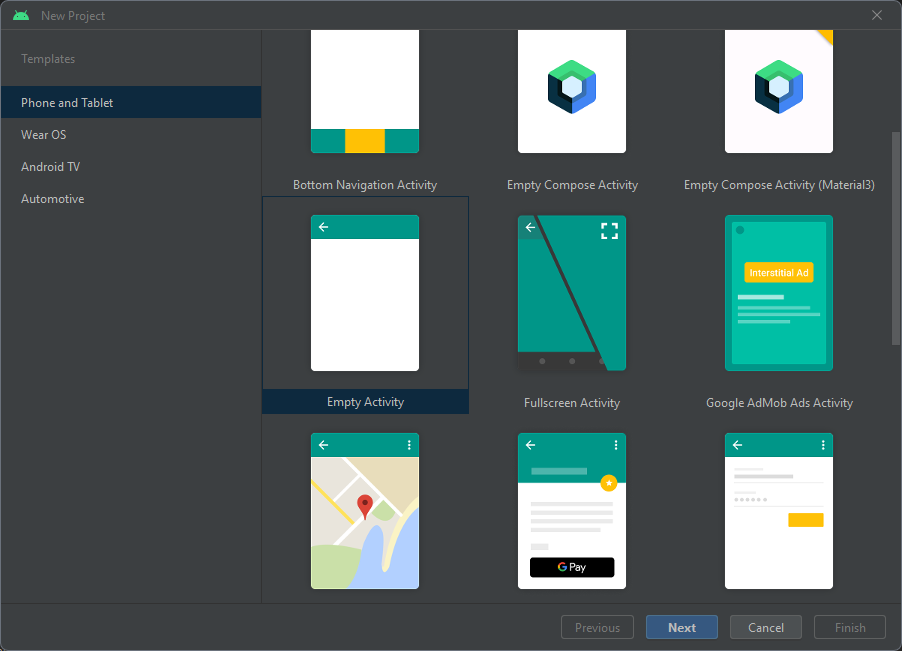 New Project
Templates
Phone and Tablet
Wear OS
Android TV
Automotive
Bottom Navigation Activity
Empty Compose Activity
Empty Compose Activity (Material3)
Interstitial Ad
Empty Activity
Fullscreen Activity
Google AdMob Ads Activity
G Pay
Previous
Next
Cancel
Finish